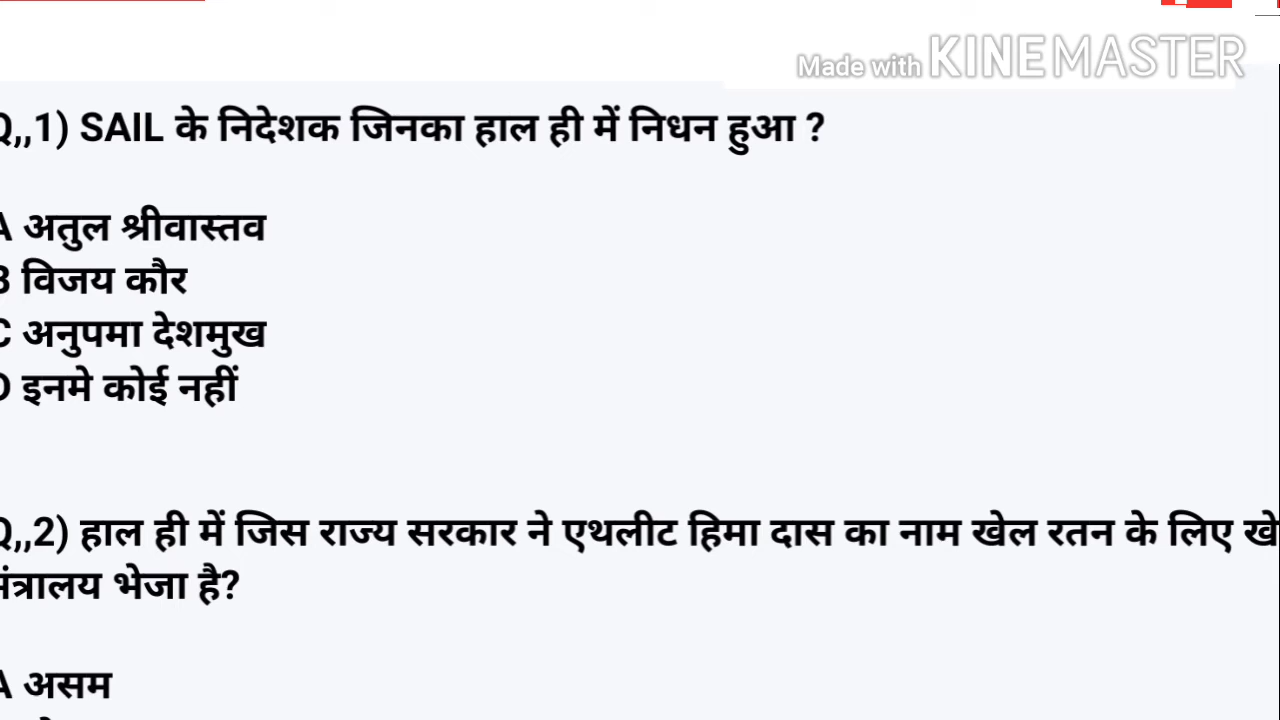 Made with KINEMASTER
Q,,1) SAIL के निदेशक जिनका हाल ही में निधन हुआ ?
A अतुल श्रीवास्तव
B विजय कौर
C अनुपमा देशमुख
D इनमे कोई नहीं
Q,,2) हाल ही में जिस राज्य सरकार ने एथलीट हिमा दास का नाम खेल रतन के लिए खे
मंत्रालय भेजा है?
A असम